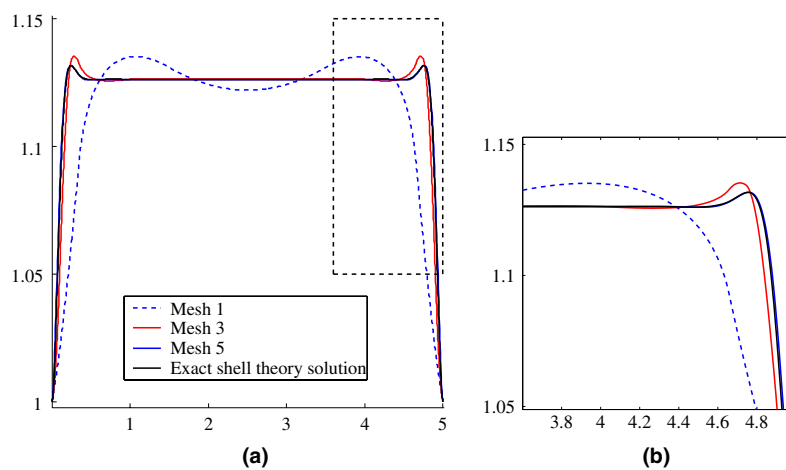 1.15
1.1
1.05
1
1 2 3 4 5
Mesh 1
Mesh 3
Mesh 5
Exact shell theory solution
(a)
1.15
1.1
1.05
3.8 4 4.2 4.4 4.6 4.8
(b)